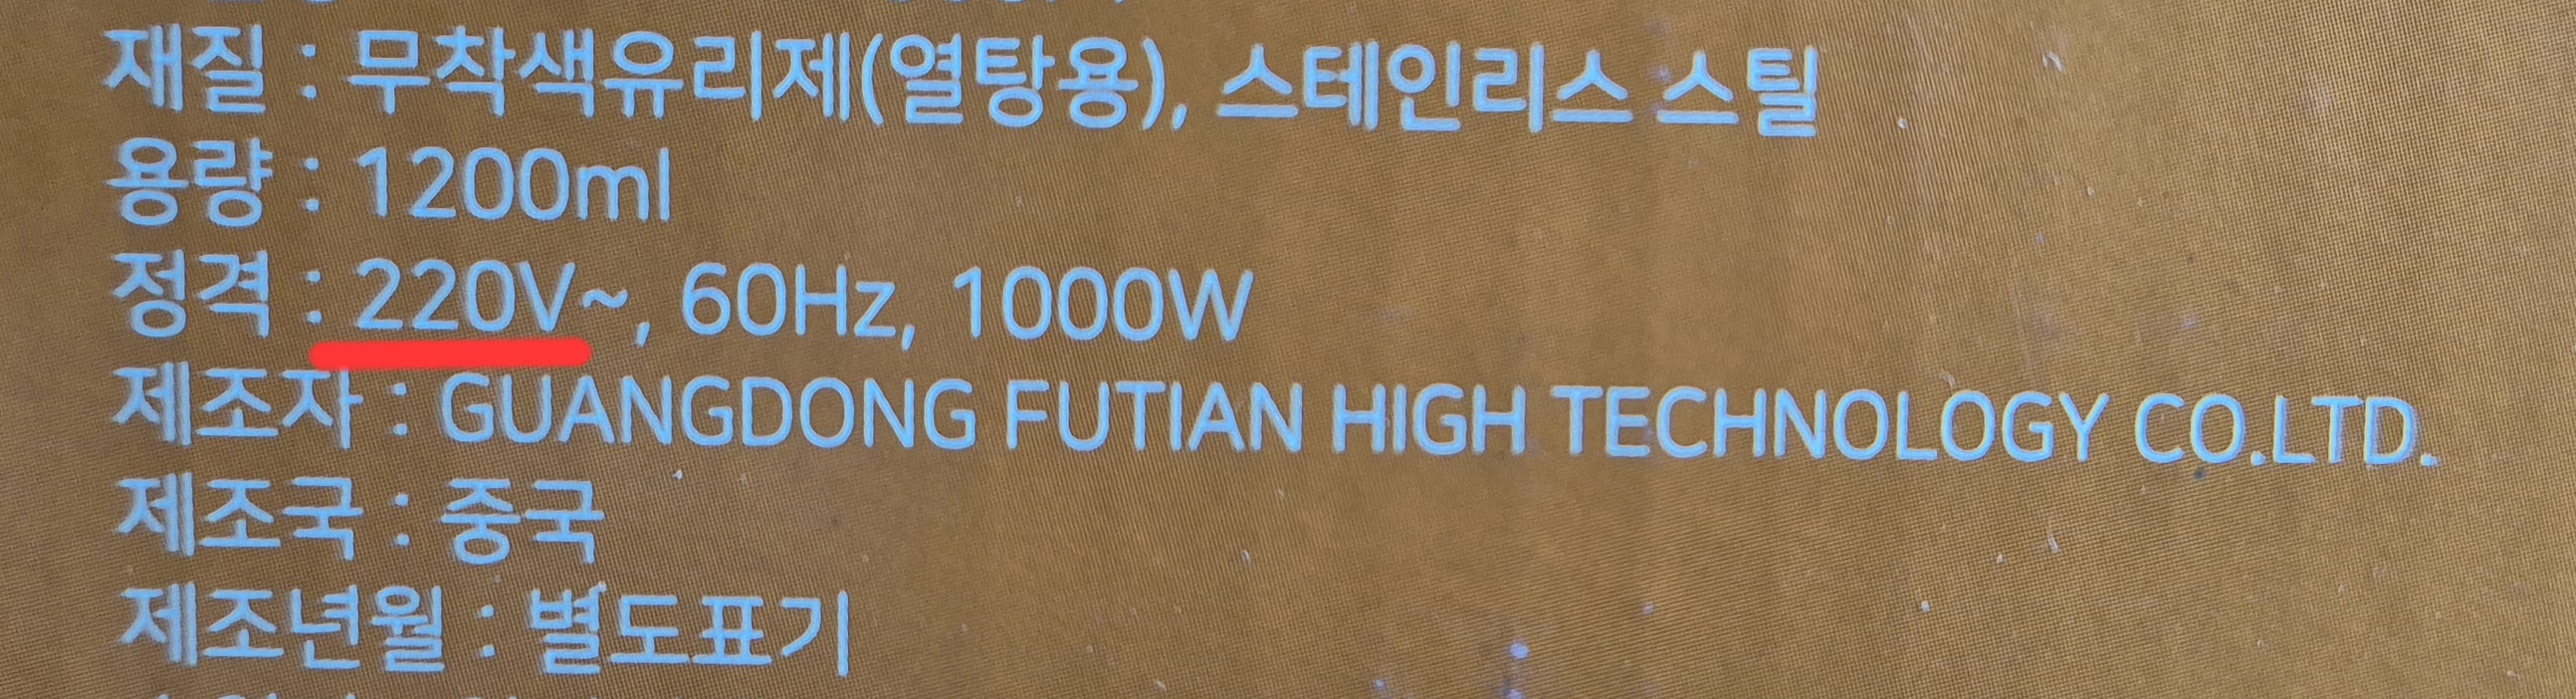 재질 : 무착색유리제(열탕용), 스테인리스 스틸
용량 : 1200ml
정격 : 220V~, 60Hz, 1000W
제조자 : GUANGDONG FUTIAN HIGH TECHNOLOGY CO.LTD.
제조국 : 중국
제조년월 : 별도표기